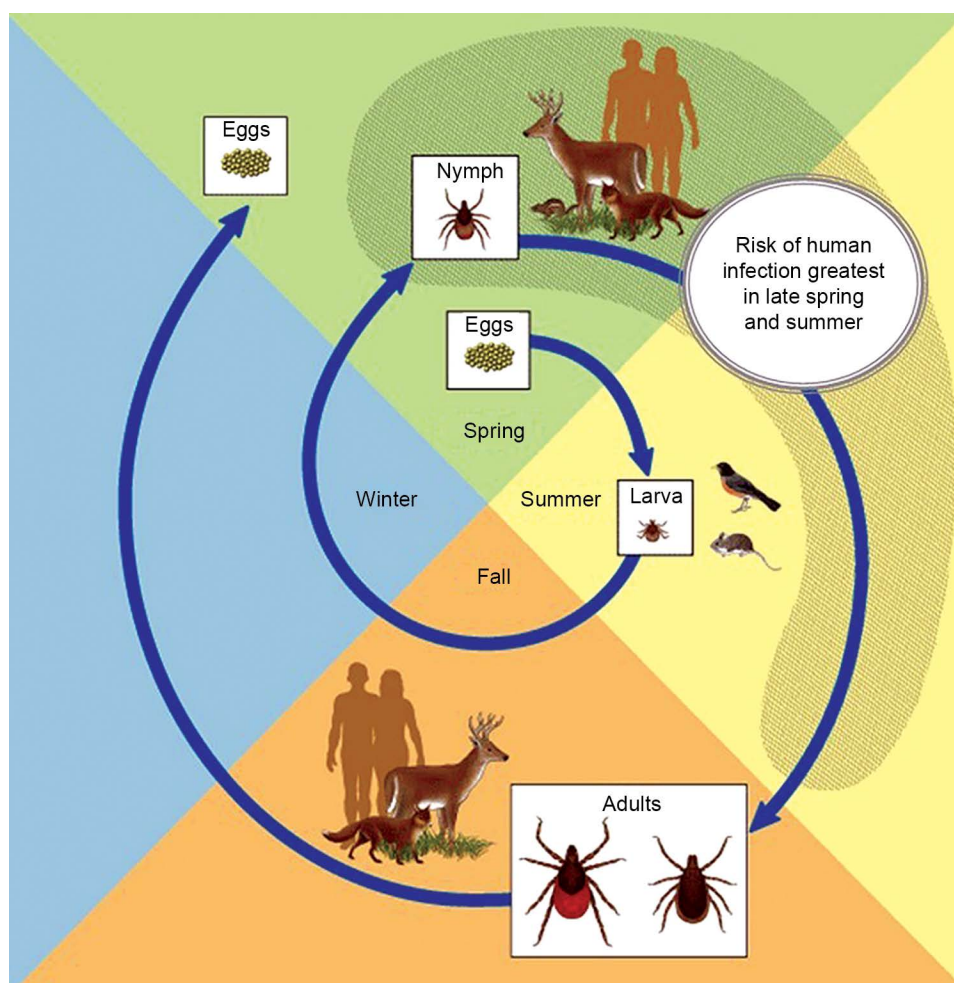 Eggs
Nymph
Risk of human
infection greatest
in late spring
and summer
Eggs
Spring
Winter
Summer
Larva
Fall
Adults